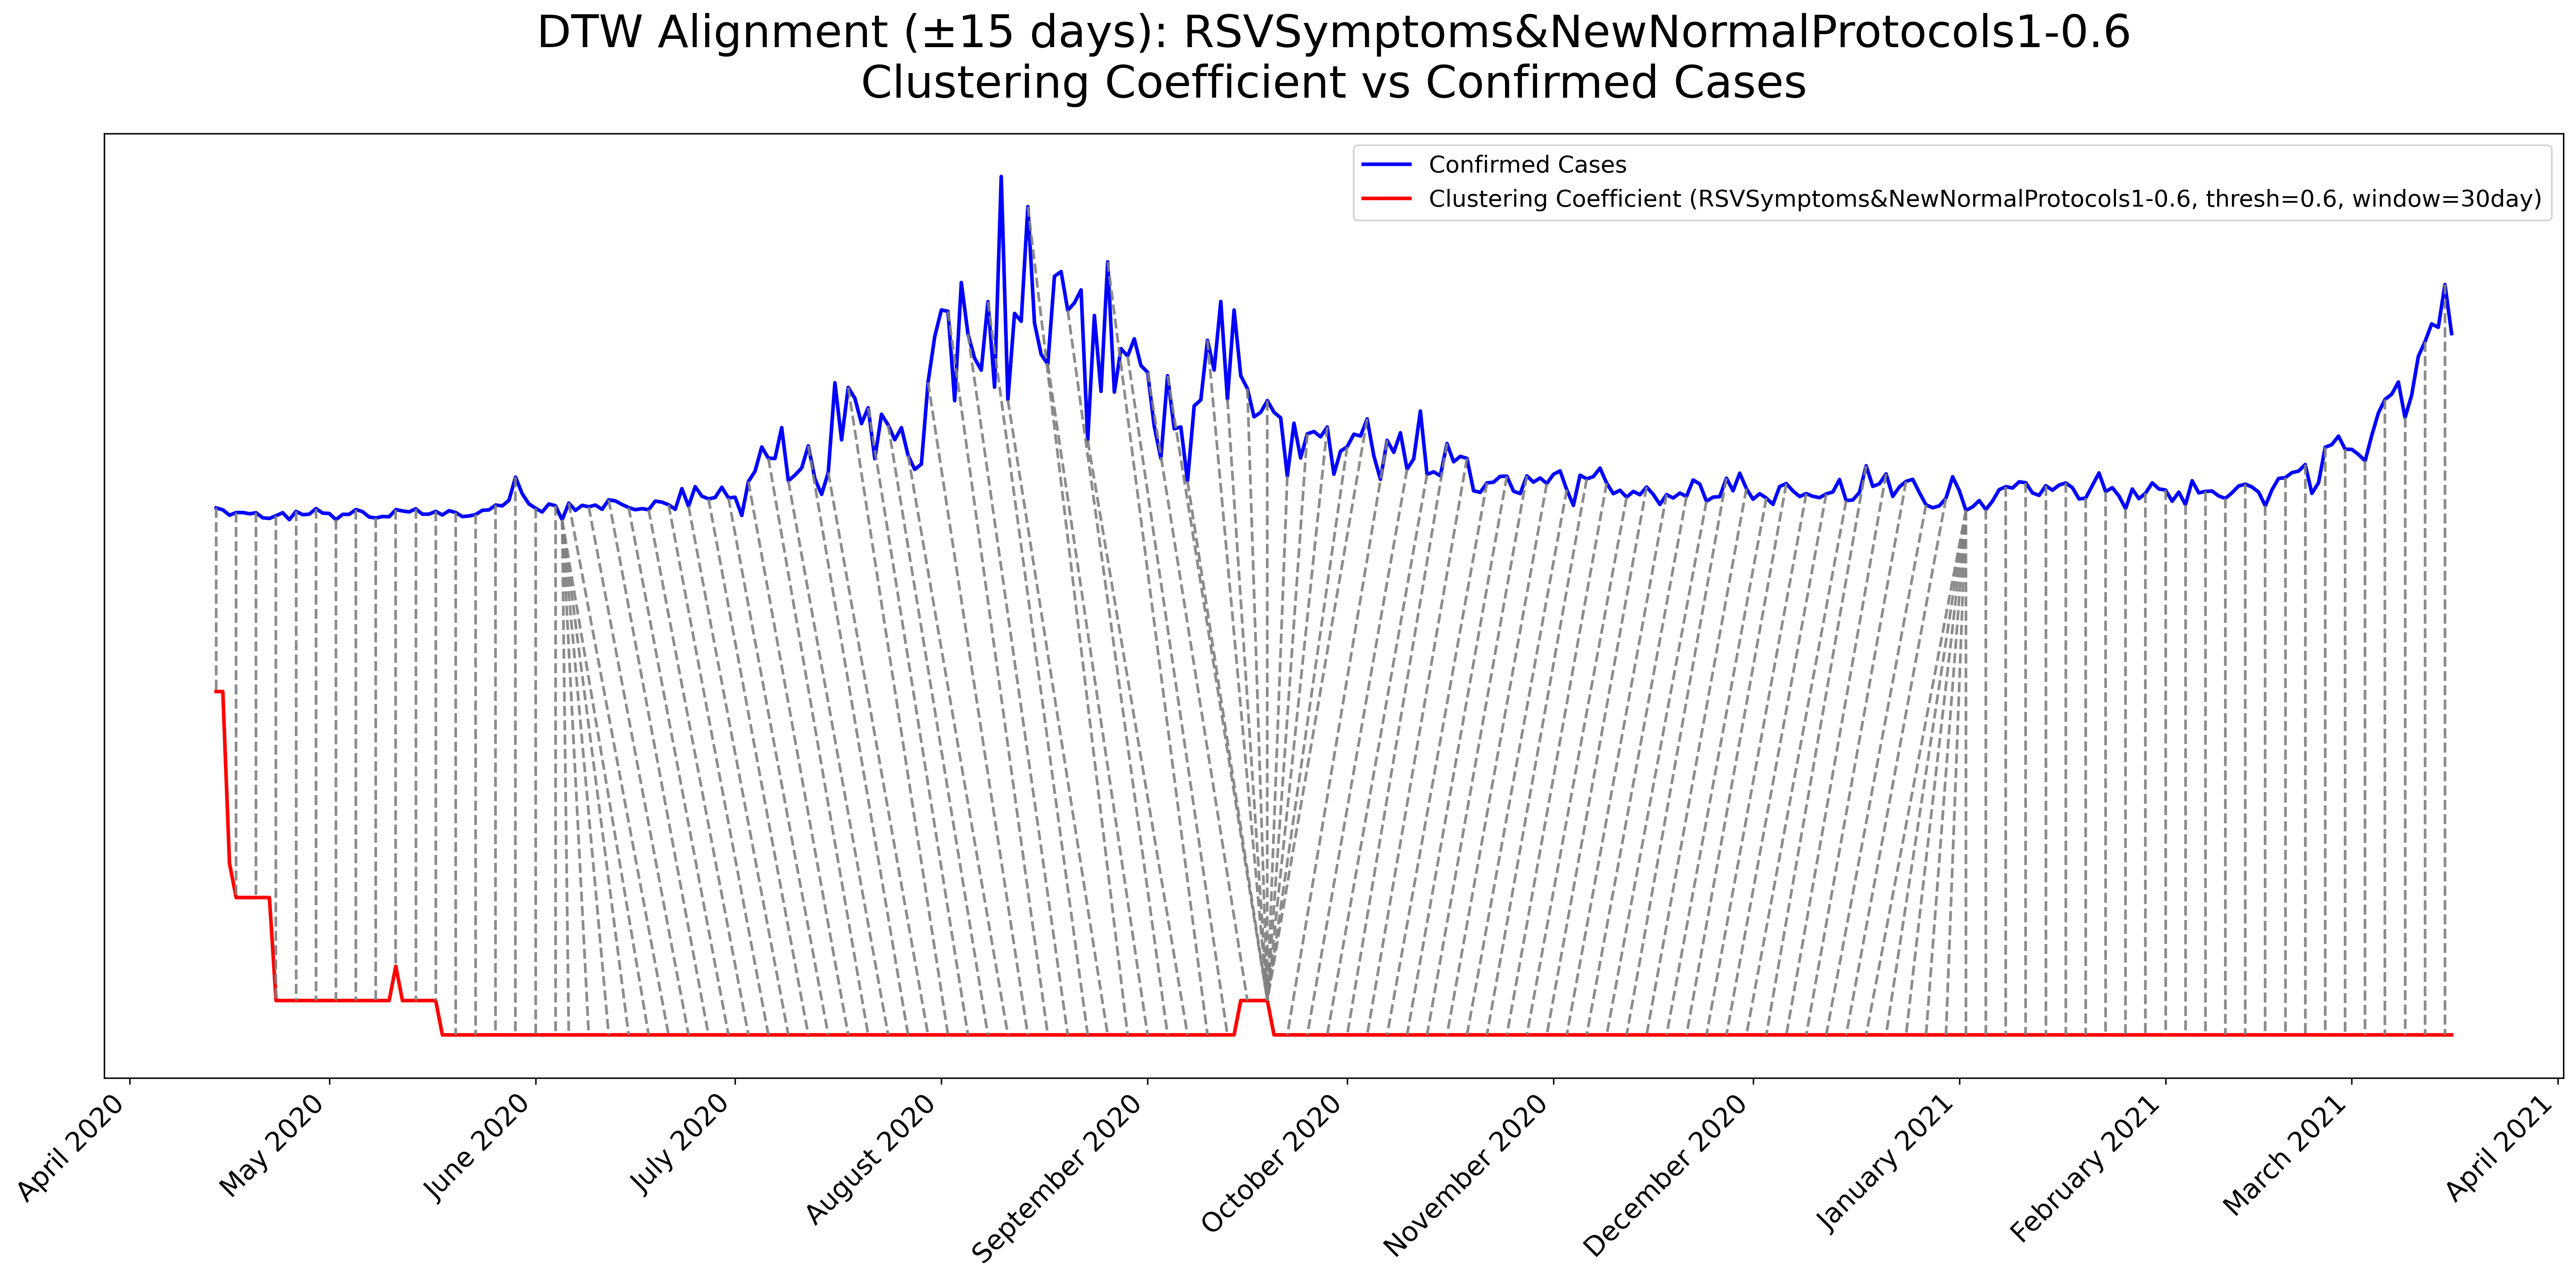 DTW Alignment (±15 days): RSVSymptoms&NewNormalProtocols1-0.6
Clustering Coefficient vs Confirmed Cases
Confirmed Cases
Clustering Coefficient (RSVSymptoms&NewNormalProtocols1-0.6, thresh=0.6, window=30day)
April 2020
May 2020
June 2020
July 2020
August 2020
September 2020
October 2020
November 2020
December 2020
January 2021
February 2021
March 2021
April 2021